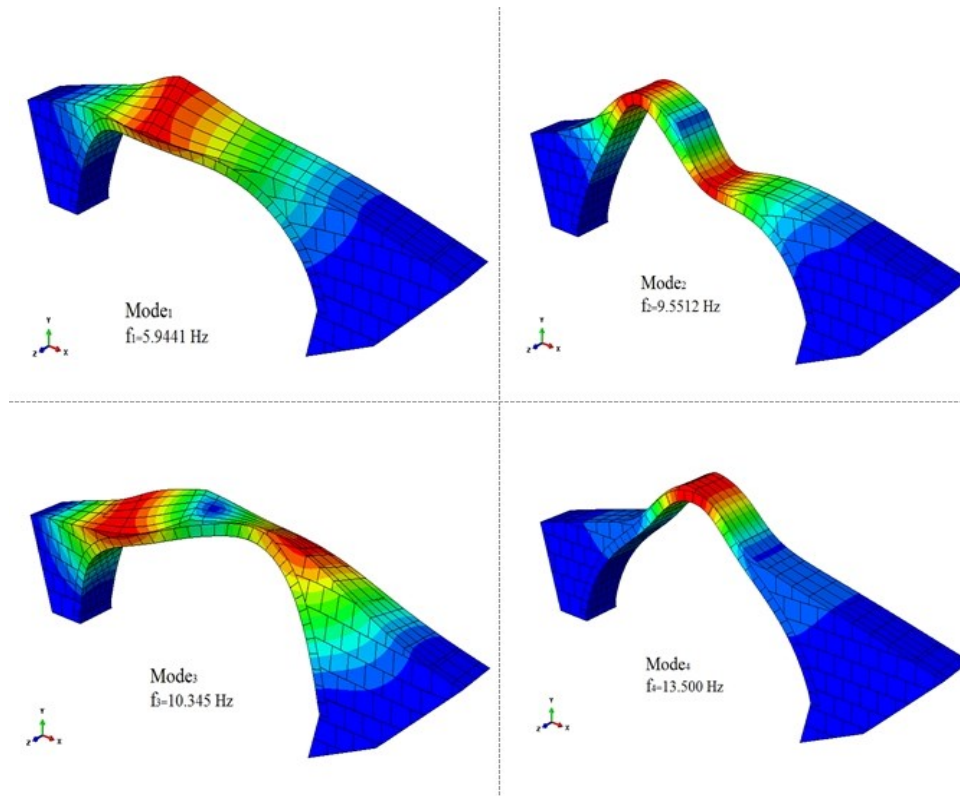 Mode₁
f₁=5.9441 Hz
Y
Z
X
Mode₂
f₂=9.5512 Hz
Y
Z
X
Mode₃
f₃=10.345 Hz
Y
Z
X
Mode₄
f₄=13.500 Hz
Y
Z
X